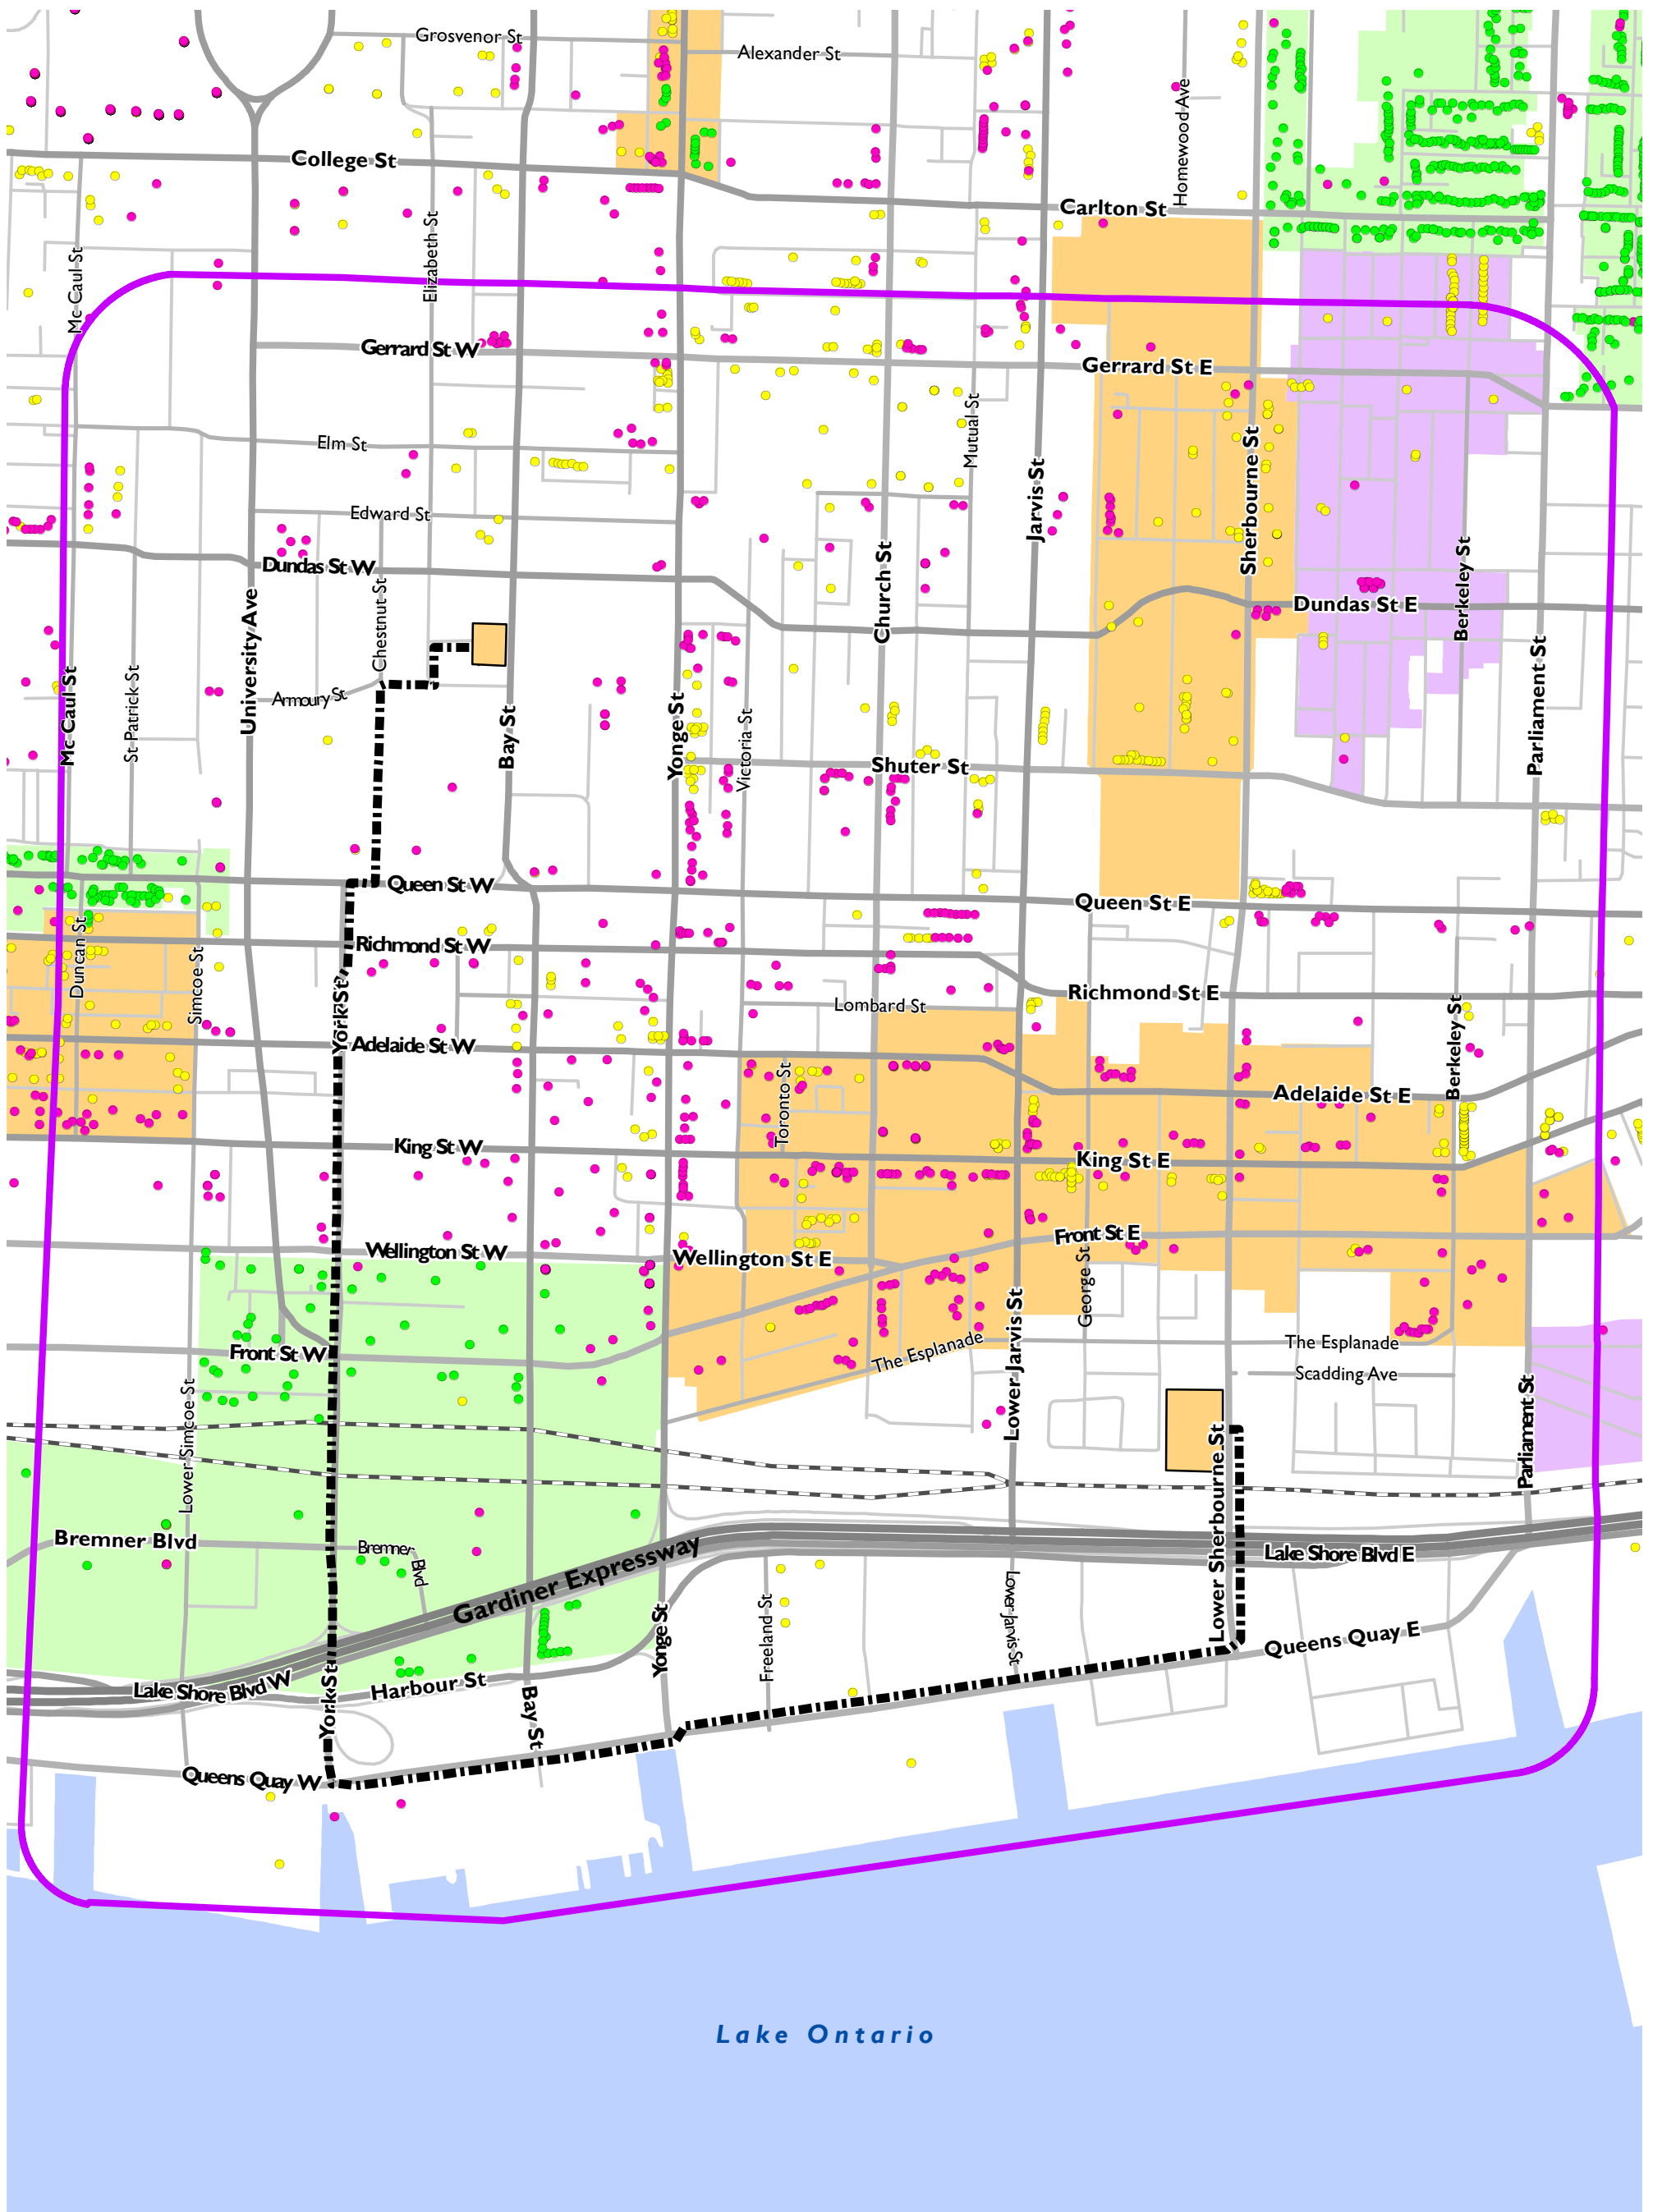 Grosvenor St
Alexander St
Homewood Ave
College St
Carlton St
Elizabeth St
McCaul St
Gerrard St W
Gerrard St E
Mutual St
Elm St
Sherbourne St
Jarvis St
Edward St
Church St
Berkeley St
Dundas St W
Chestnut St
Dundas St E
University Ave
Parliament St
Mc Caul St
St Patrick St
Armoury St
Bay St
Yonge St
Victoria St
Shuter St
Queen St W
Queen St E
Duncan St
Simcoe St
Richmond St W
York St
Richmond St E
Lombard St
Berkeley St
Adelaide St W
Toronto St
Adelaide St E
King St W
King St E
Wellington St W
Wellington St E
Front St E
George St
Front St W
Lower Jarvis St
The Esplanade
The Esplanade
Scadding Ave
Lower Simcoe St
Lower Sherbourne St
Parliament St
Bremner Blvd
Bremner Blvd
Gardiner Expressway
Lake Shore Blvd E
Freeland St
Lower Jarvis St
Yonge St
Queens Quay E
Lake Shore Blvd W
York St
Harbour St
Bay St
Queens Quay W
Lake Ontario